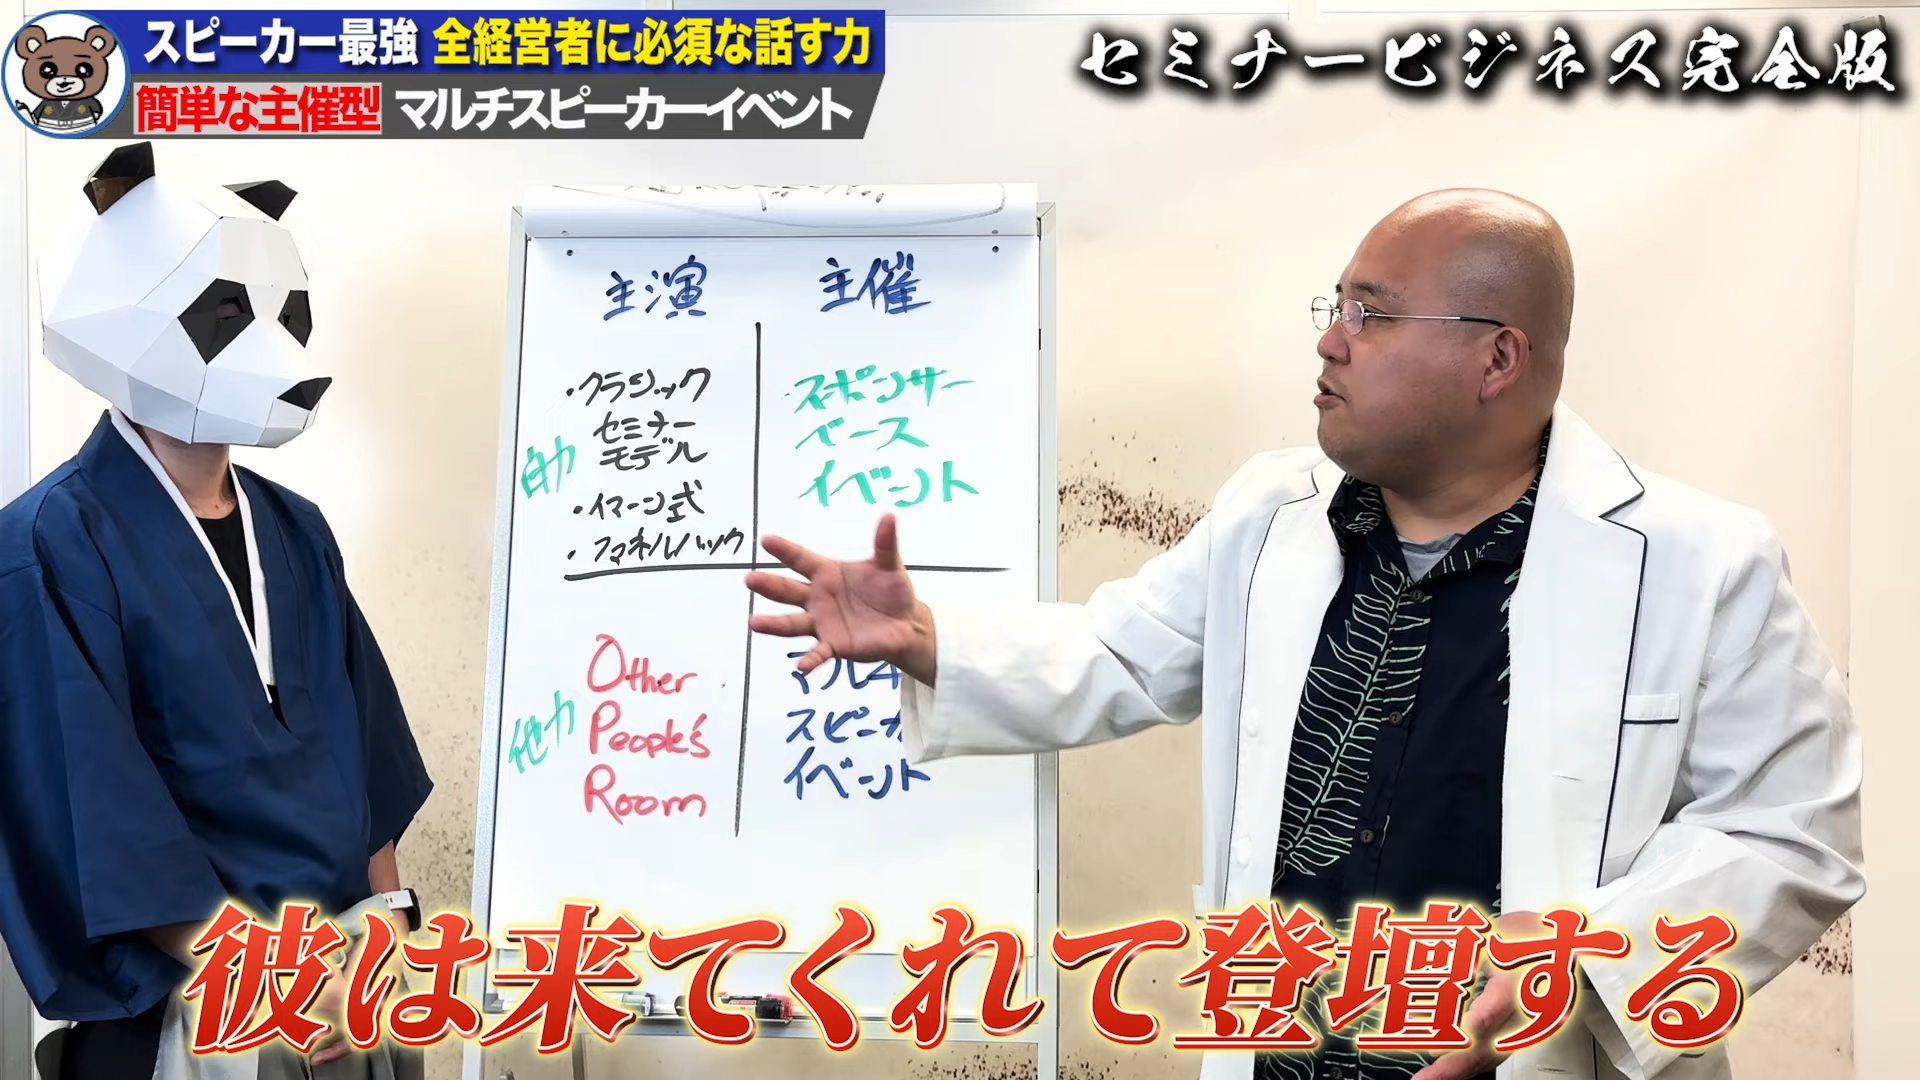 スピーカー最強 全経営者に必須な話す力
簡単な主催型 マルチスピーカーイベント
セミナービジネス完全版
主演
主催
・クラシック
セミナー
モデル
・イマーシ式
・ファネルハック
自力
スポンサー
ベース
イベント
他力
Other
People's
Room
マルチ
スピーカ
イベント
彼は来てくれて登壇する